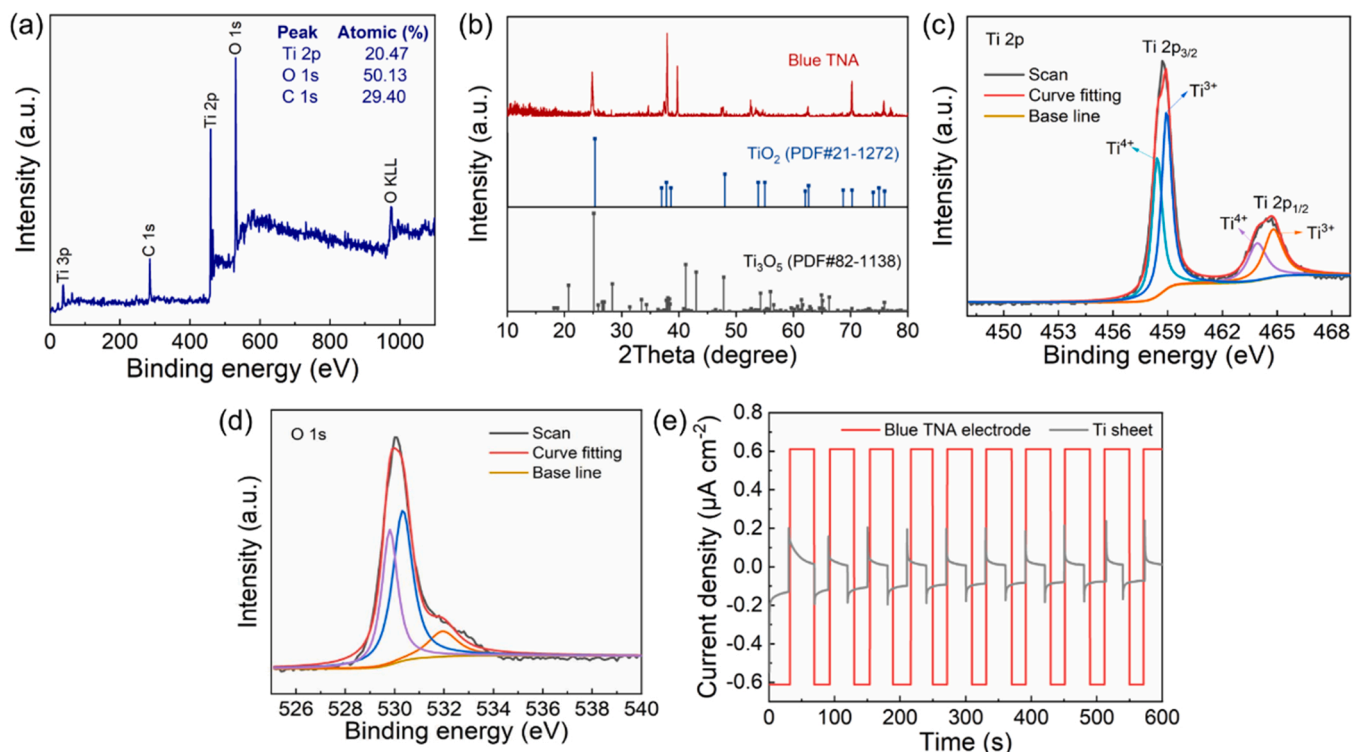 (a)
Peak Atomic (%)
Ti 2p 20.47
O 1s 50.13
C 1s 29.40
Ti 3p
C 1s
Ti 2p
O 1s
O KLL
Intensity (a.u.)
0 200 400 600 800 1000
Binding energy (eV)
(b)
Blue TNA
TiO2 (PDF#21-1272)
Ti3O5 (PDF#82-1138)
Intensity (a.u.)
10 20 30 40 50 60 70 80
2Theta (degree)
(c)
Ti 2p
Scan
Curve fitting
Base line
Ti 2p3/2
Ti3+
Ti4+
Ti 2p1/2
Ti4+
Ti3+
Intensity (a.u.)
450 453 456 459 462 465 468
Binding energy (eV)
(d)
O 1s
Scan
Curve fitting
Base line
Intensity (a.u.)
526 528 530 532 534 536 538 540
Binding energy (eV)
(e)
Blue TNA electrode Ti sheet
Current density (µA cm-2)
0.8
0.6
0.4
0.2
0.0
-0.2
-0.4
-0.6
0 100 200 300 400 500 600
Time (s)